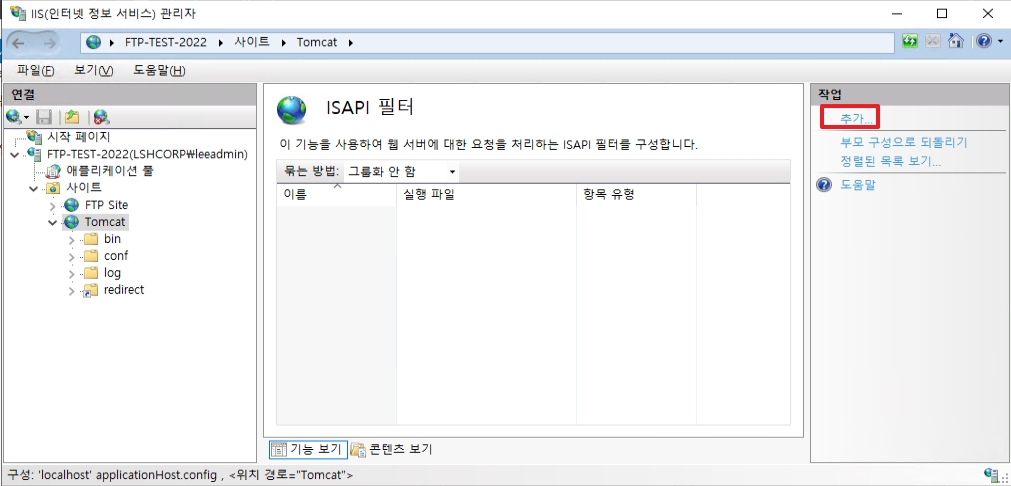 IIS(인터넷 정보 서비스) 관리자
FTP-TEST-2022 사이트 Tomcat
파일(F) 보기(V) 도움말(H)
연결
시작 페이지
FTP-TEST-2022(LSHCORP₩leeadmin)
애플리케이션 풀
사이트
FTP Site
Tomcat
bin
conf
log
redirect
ISAPI 필터
이 기능을 사용하여 웹 서버에 대한 요청을 처리하는 ISAPI 필터를 구성합니다.
묶는 방법: 그룹화 안 함
이름 실행 파일 항목 유형
기능 보기 콘텐츠 보기
작업
추가...
부모 구성으로 되돌리기
정렬된 목록 보기...
도움말
구성: 'localhost' applicationHost.config , <위치 경로="Tomcat">